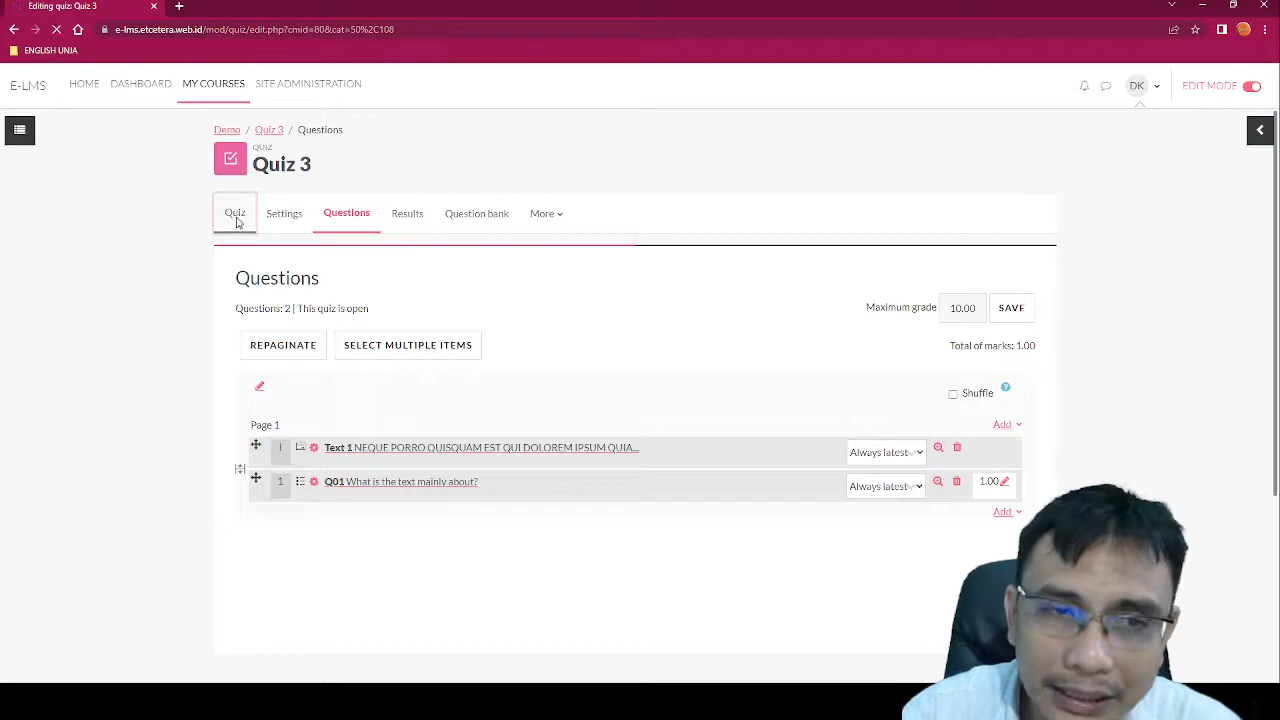 Editing quiz: Quiz 3
e-lms.etcetera.web.id/mod/quiz/edit.php?cmid=80&cat=50%2C108
ENGLISH UNJA
E-LMS HOME DASHBOARD MY COURSES SITE ADMINISTRATION DK EDIT MODE
Demo / Quiz 3 / Questions
QUIZ
Quiz 3
Quiz Settings Questions Results Question bank More
Questions
Questions: 2 | This quiz is open Maximum grade 10.00 SAVE
REPAGINATE SELECT MULTIPLE ITEMS Total of marks: 1.00
Shuffle
Page 1 Add
i Text 1 NEQUE PORRO QUISQUAM EST QUI DOLOREM IPSUM QUIA... Always latest
1 Q01 What is the text mainly about? Always latest 1.00
Add